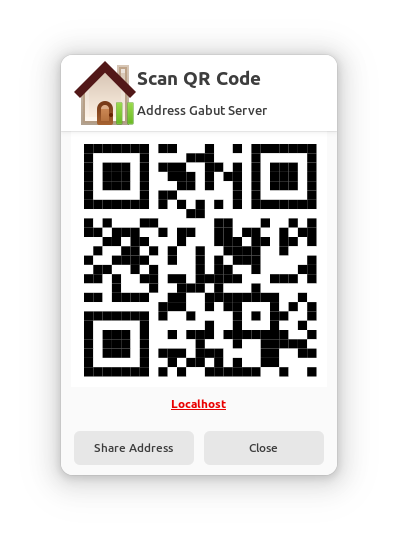 Scan QR Code
Address Gabut Server
Localhost
Share Address
Close